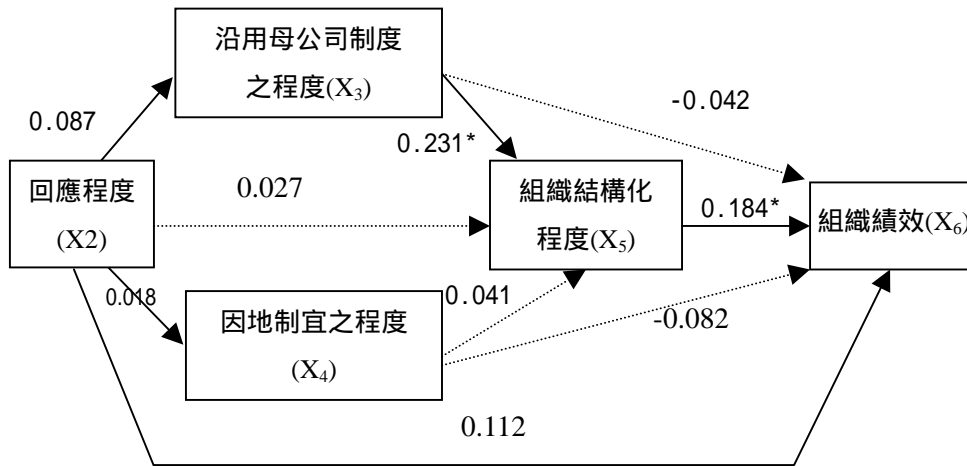 沿用母公司制度
之程度(X₃)
-0.042
0.087
0.231*
回應程度
(X2)
0.027
組織結構化
程度(X₅)
0.184*
組織績效(X₆)
0.018
因地制宜之程度
(X₄)
0.041
-0.082
0.112